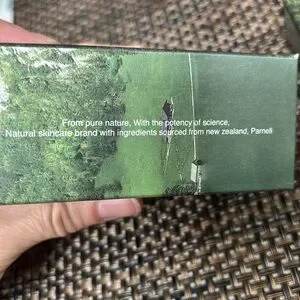 From pure nature, With the potency of science,
Natural skincare brand with ingredients sourced from new zealand, Parnell